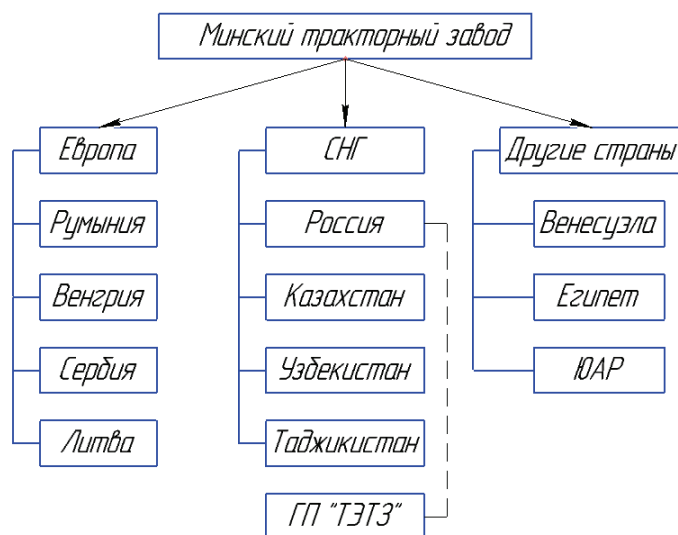 Минский тракторный завод
Европа
Румыния
Венгрия
Сербия
Литва
СНГ
Россия
Казахстан
Узбекистан
Таджикистан
ГП "ТЭТЗ"
Другие страны
Венесуэла
Египет
ЮАР